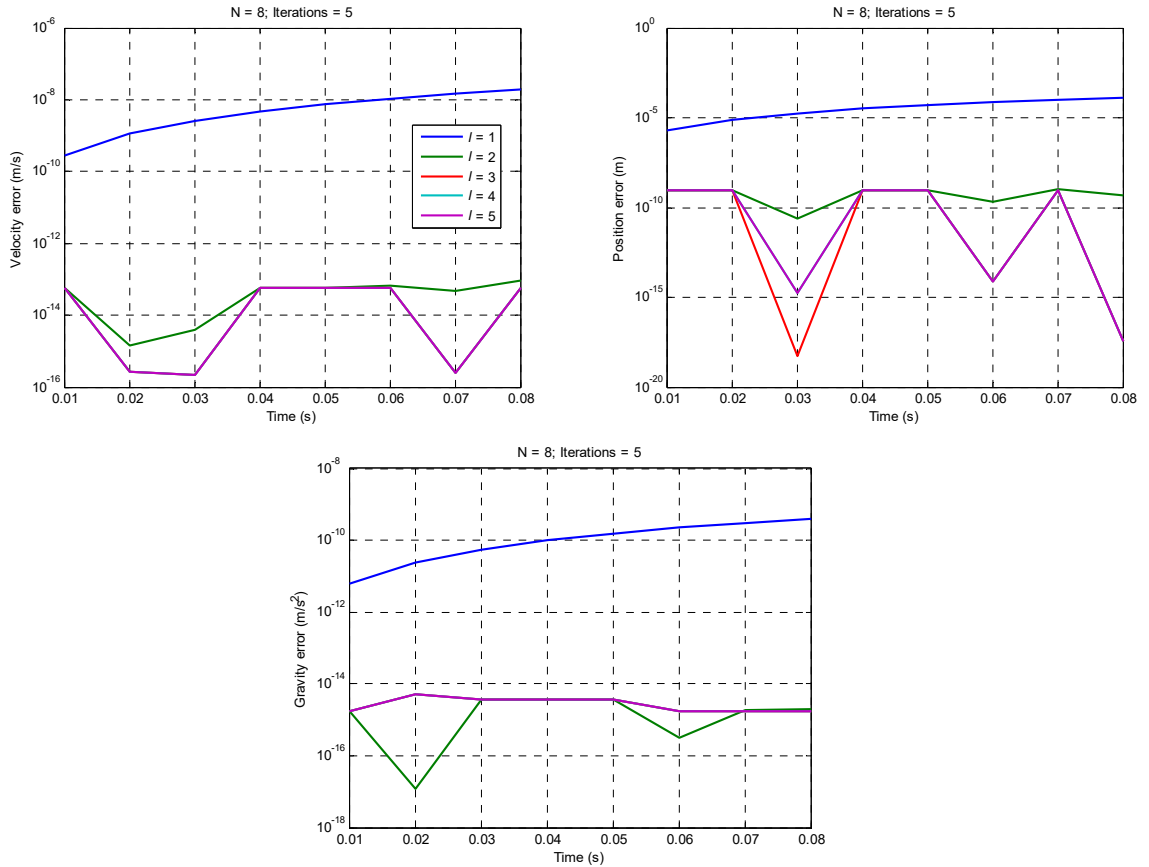 N = 8; Iterations = 5
10^-6
10^-8
10^-10
10^-12
10^-14
10^-16
Velocity error (m/s)
0.01 0.02 0.03 0.04 0.05 0.06 0.07 0.08
Time (s)
l = 1
l = 2
l = 3
l = 4
l = 5
N = 8; Iterations = 5
10^0
10^-5
10^-10
10^-15
10^-20
Position error (m)
0.01 0.02 0.03 0.04 0.05 0.06 0.07 0.08
Time (s)
N = 8; Iterations = 5
10^-8
10^-10
10^-12
10^-14
10^-16
10^-18
Gravity error (m/s^2)
0.01 0.02 0.03 0.04 0.05 0.06 0.07 0.08
Time (s)